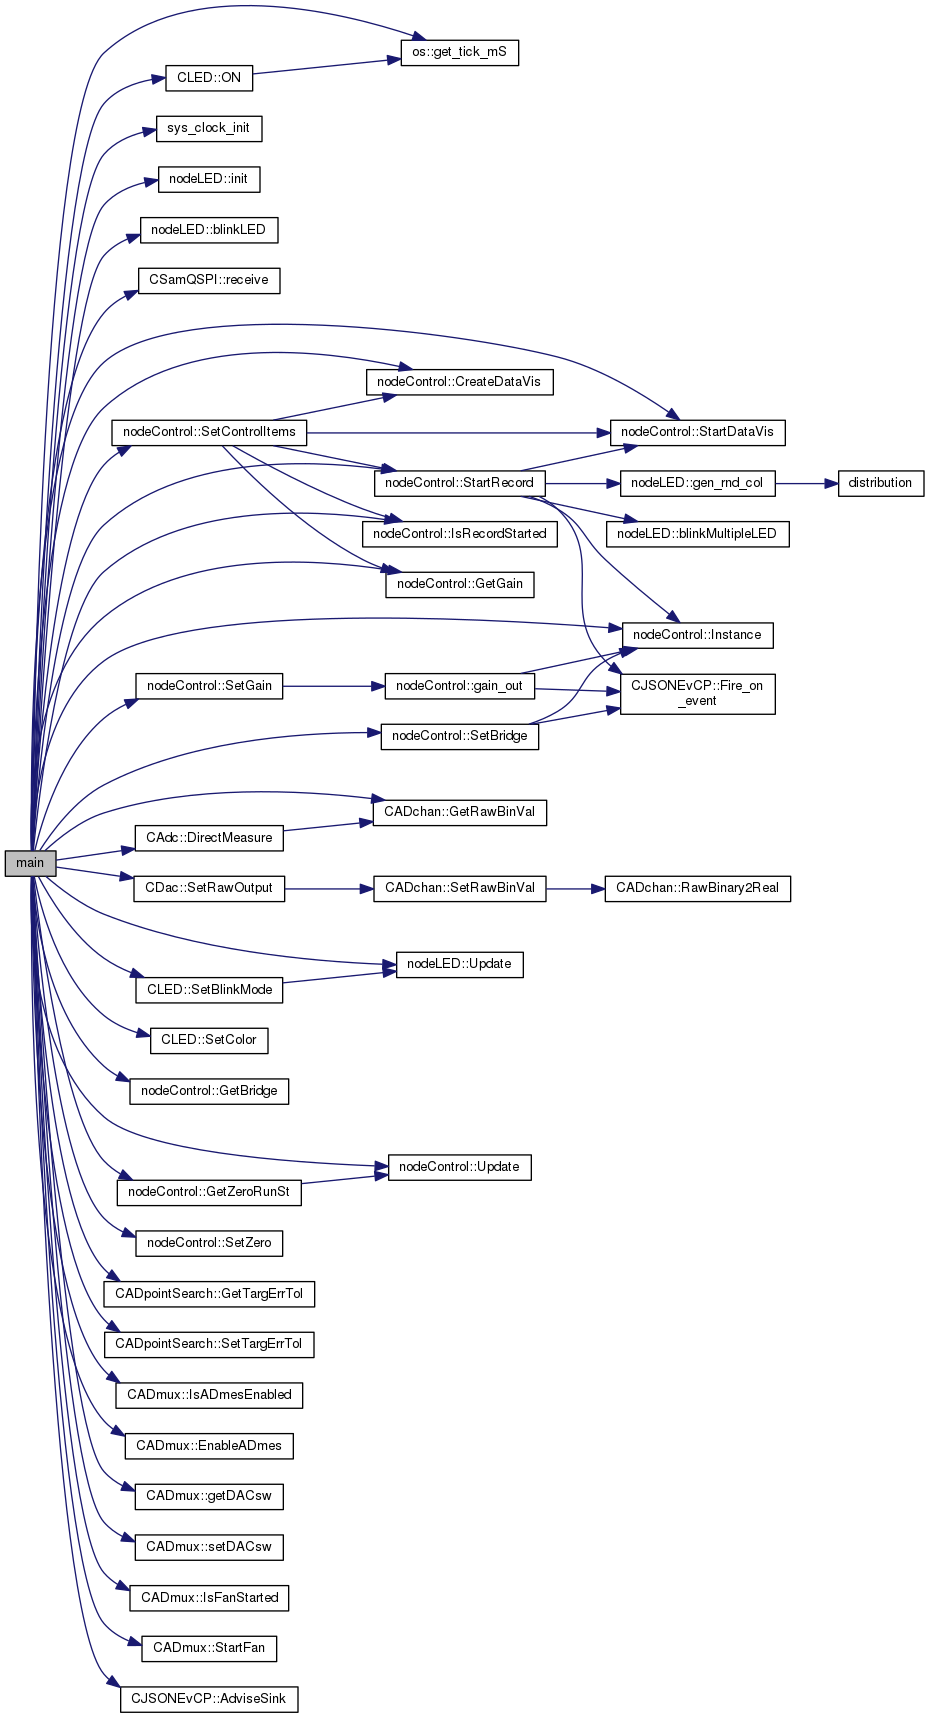 os::get_tick_mS
CLED::ON
sys_clock_init
nodeLED::init
nodeLED::blinkLED
CSamQSPI::receive
nodeControl::CreateDataVis
nodeControl::SetControlItems
nodeControl::StartDataVis
nodeControl::StartRecord
nodeLED::gen_rnd_col
distribution
nodeControl::IsRecordStarted
nodeLED::blinkMultipleLED
nodeControl::GetGain
nodeControl::Instance
nodeControl::SetGain
nodeControl::gain_out
CJSONEvCP::Fire_on
_event
nodeControl::SetBridge
CADchan::GetRawBinVal
CAdc::DirectMeasure
main
CDac::SetRawOutput
CADchan::SetRawBinVal
CADchan::RawBinary2Real
nodeLED::Update
CLED::SetBlinkMode
CLED::SetColor
nodeControl::GetBridge
nodeControl::Update
nodeControl::GetZeroRunSt
nodeControl::SetZero
CADpointSearch::GetTargErrTol
CADpointSearch::SetTargErrTol
CADmux::IsADmesEnabled
CADmux::EnableADmes
CADmux::getDACsw
CADmux::setDACsw
CADmux::IsFanStarted
CADmux::StartFan
CJSONEvCP::AdviseSink